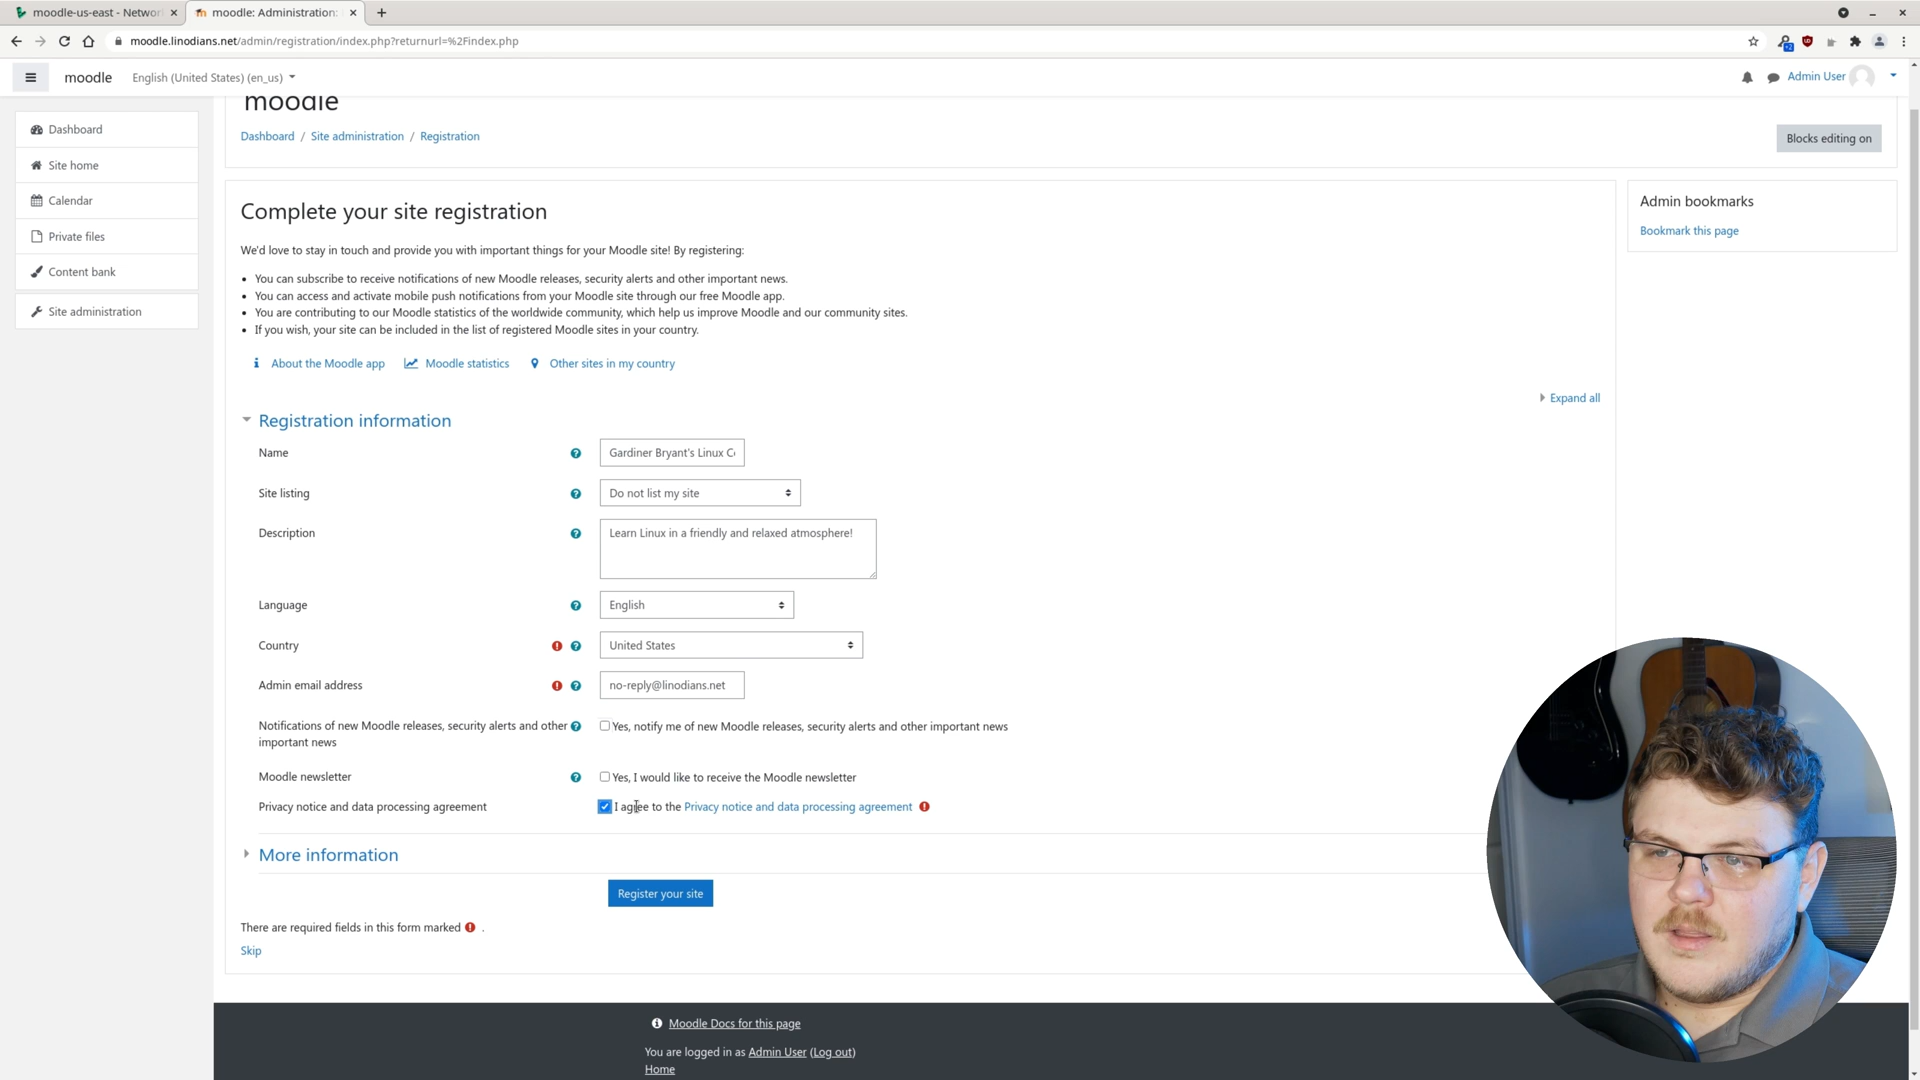 moodle-us-east - Networ
moodle: Administration:
moodle.linodians.net/admin/registration/index.php?returnurl=%2Findex.php
moodle
English (United States) (en_us)
Admin User
Dashboard
Site home
Calendar
Private files
Content bank
Site administration
moodle
Dashboard / Site administration / Registration
Blocks editing on
Complete your site registration
We'd love to stay in touch and provide you with important things for your Moodle site! By registering:
• You can subscribe to receive notifications of new Moodle releases, security alerts and other important news.
• You can access and activate mobile push notifications from your Moodle site through our free Moodle app.
• You are contributing to our Moodle statistics of the worldwide community, which help us improve Moodle and our community sites.
• If you wish, your site can be included in the list of registered Moodle sites in your country.
About the Moodle app Moodle statistics Other sites in my country
Expand all
Registration information
Name Gardiner Bryant's Linux C
Site listing Do not list my site
Description Learn Linux in a friendly and relaxed atmosphere!
Language English
Country United States
Admin email address no-reply@linodians.net
Notifications of new Moodle releases, security alerts and other
important news
Yes, notify me of new Moodle releases, security alerts and other important news
Moodle newsletter Yes, I would like to receive the Moodle newsletter
Privacy notice and data processing agreement I agree to the Privacy notice and data processing agreement
More information
Register your site
There are required fields in this form marked .
Skip
Admin bookmarks
Bookmark this page
Moodle Docs for this page
You are logged in as Admin User (Log out)
Home